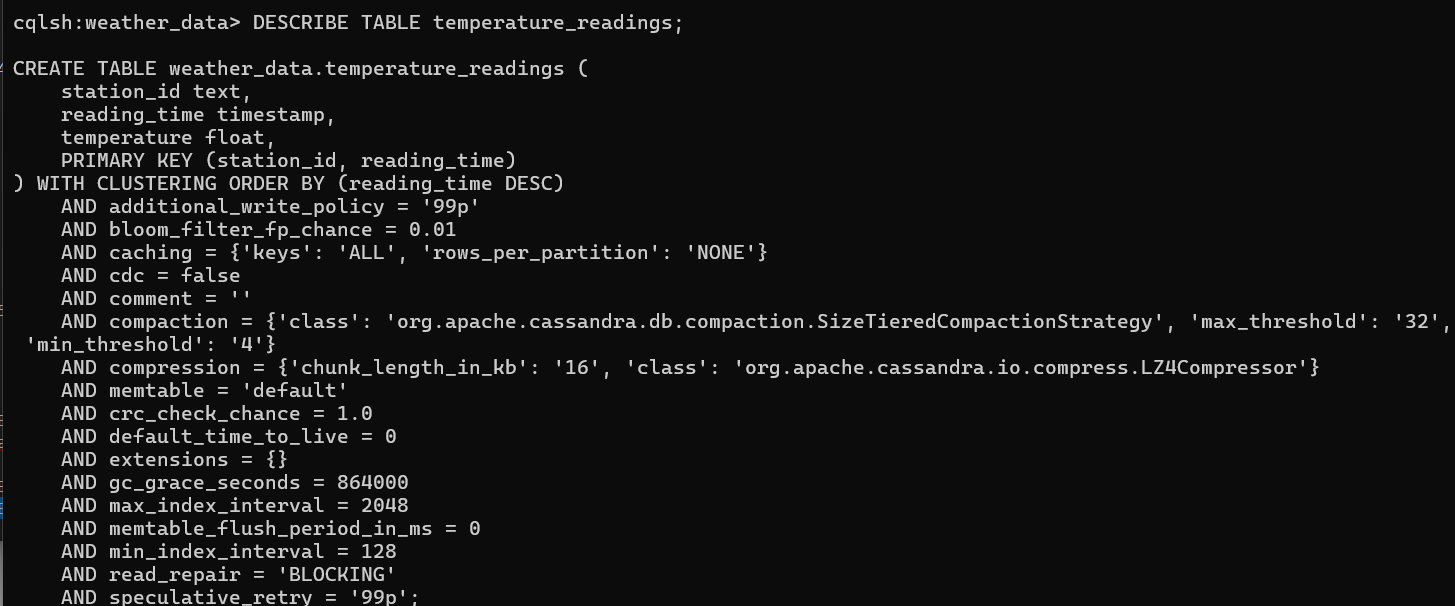 cqlsh:weather_data> DESCRIBE TABLE temperature_readings;
CREATE TABLE weather_data.temperature_readings (
station_id text,
reading_time timestamp,
temperature float,
PRIMARY KEY (station_id, reading_time)
) WITH CLUSTERING ORDER BY (reading_time DESC)
AND additional_write_policy = '99p'
AND bloom_filter_fp_chance = 0.01
AND caching = {'keys': 'ALL', 'rows_per_partition': 'NONE'}
AND cdc = false
AND comment = ''
AND compaction = {'class': 'org.apache.cassandra.db.compaction.SizeTieredCompactionStrategy', 'max_threshold': '32',
'min_threshold': '4'}
AND compression = {'chunk_length_in_kb': '16', 'class': 'org.apache.cassandra.io.compress.LZ4Compressor'}
AND memtable = 'default'
AND crc_check_chance = 1.0
AND default_time_to_live = 0
AND extensions = {}
AND gc_grace_seconds = 864000
AND max_index_interval = 2048
AND memtable_flush_period_in_ms = 0
AND min_index_interval = 128
AND read_repair = 'BLOCKING'
AND speculative_retry = '99p';